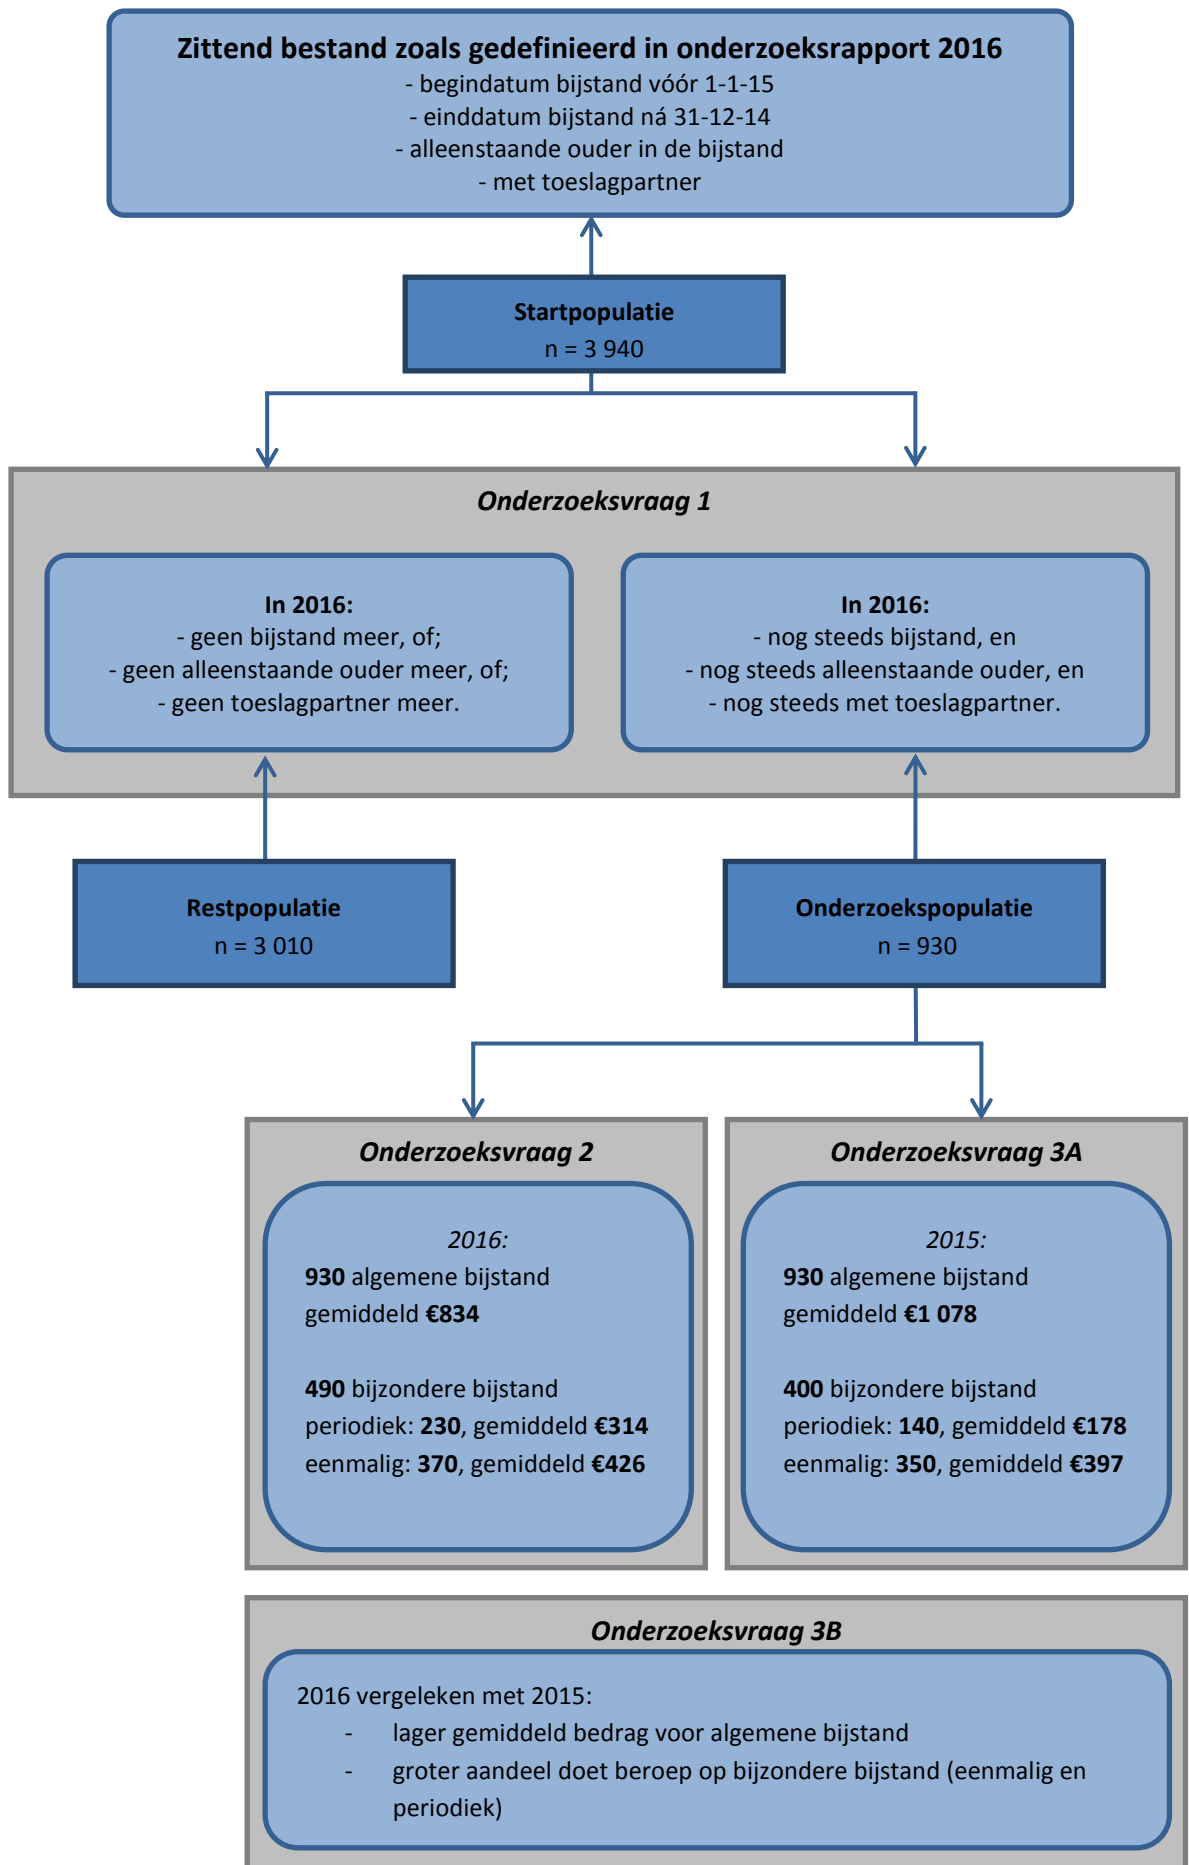 Zittend bestand zoals gedefinieerd in onderzoeksrapport 2016
- begindatum bijstand vóór 1-1-15
- einddatum bijstand ná 31-12-14
- alleenstaande ouder in de bijstand
- met toeslagpartner
Startpopulatie
n = 3 940
Onderzoeksvraag 1
In 2016:
- geen bijstand meer, of;
- geen alleenstaande ouder meer, of;
- geen toeslagpartner meer.
In 2016:
- nog steeds bijstand, en
- nog steeds alleenstaande ouder, en
- nog steeds met toeslagpartner.
Restpopulatie
n = 3 010
Onderzoekspopulatie
n = 930
Onderzoeksvraag 2
2016:
930 algemene bijstand
gemiddeld €834
490 bijzondere bijstand
periodiek: 230, gemiddeld €314
eenmalig: 370, gemiddeld €426
Onderzoeksvraag 3A
2015:
930 algemene bijstand
gemiddeld €1 078
400 bijzondere bijstand
periodiek: 140, gemiddeld €178
eenmalig: 350, gemiddeld €397
Onderzoeksvraag 3B
2016 vergeleken met 2015:
- lager gemiddeld bedrag voor algemene bijstand
- groter aandeel doet beroep op bijzondere bijstand (eenmalig en
periodiek)